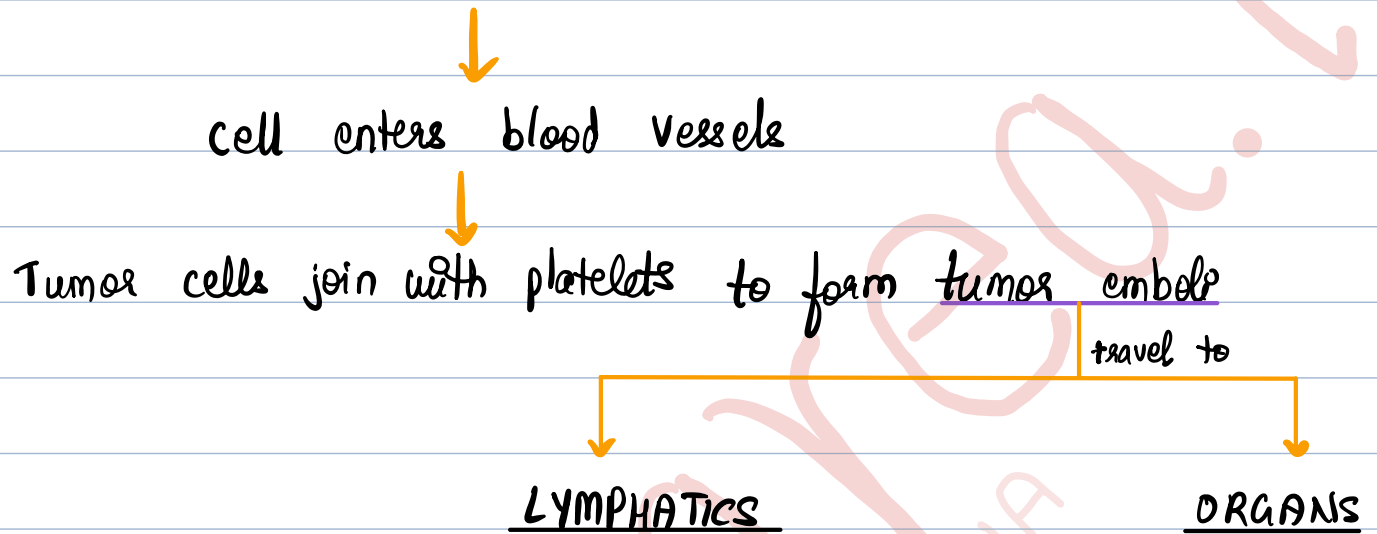 cell enters blood vessels
Tumor cells join with platelets to form tumor emboli
travel to
LYMPHATICS ORGANS